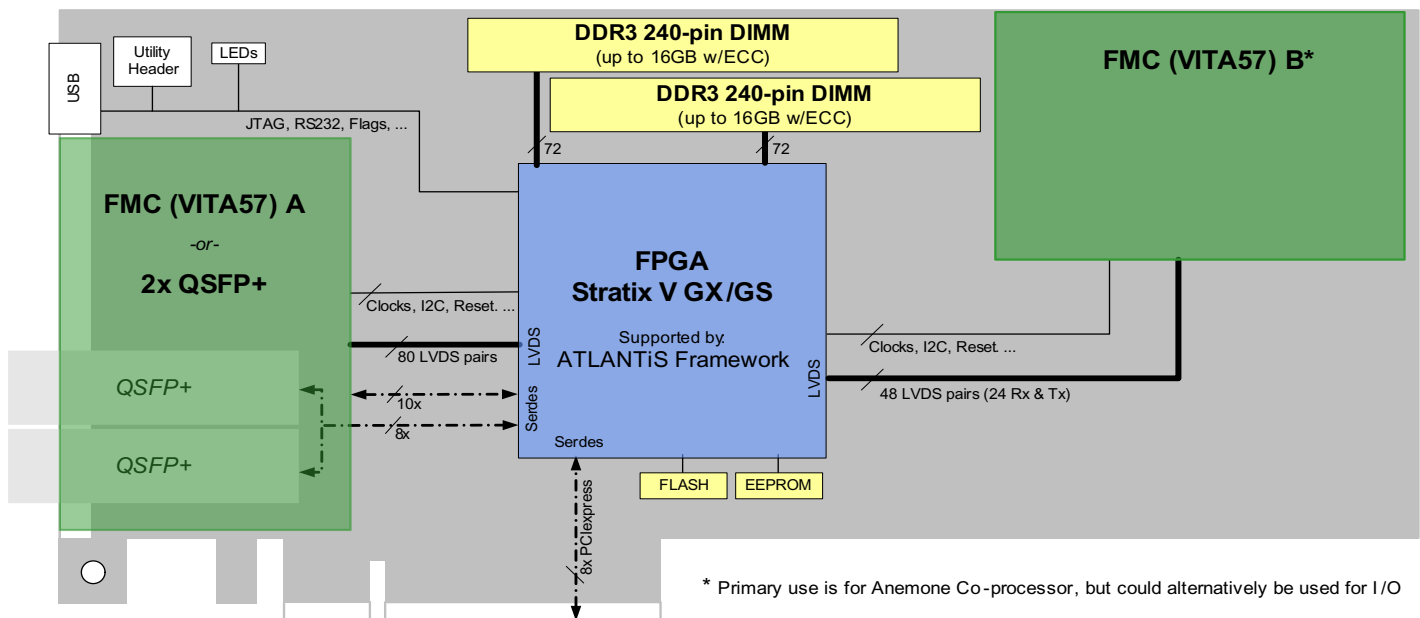 DDR3 240-pin DIMM
(up to 16GB w/ECC)
DDR3 240-pin DIMM
(up to 16GB w/ECC)
FMC (VITA57) B*
USB
Utility
Header
LEDs
JTAG, RS232, Flags, ...
72
72
FMC (VITA57) A
-or-
2x QSFP+
QSFP+
QSFP+
Clocks, I2C, Reset. ...
80 LVDS pairs
10x
8x
FPGA
Stratix V GX/GS
Supported by:
ATLANTiS Framework
LVDS
Serdes
Serdes
LVDS
Clocks, I2C, Reset. ...
48 LVDS pairs (24 Rx & Tx)
FLASH
EEPROM
8x PCIexpress
* Primary use is for Anemone Co-processor, but could alternatively be used for I/O